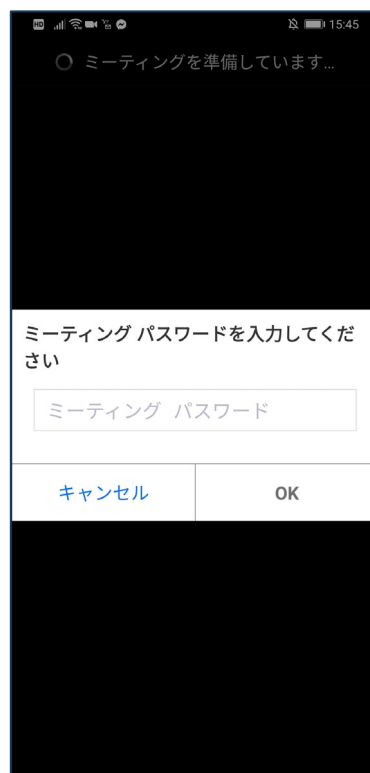 HD 15:45
ミーティングを準備しています...
ミーティング パスワードを入力してくだ
さい
ミーティング パスワード
キャンセル OK